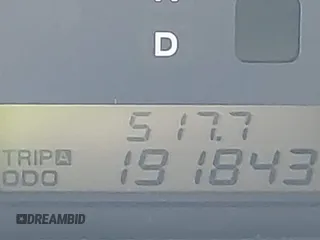 D
517.7
TRIP A
ODO 191843
DREAMBID